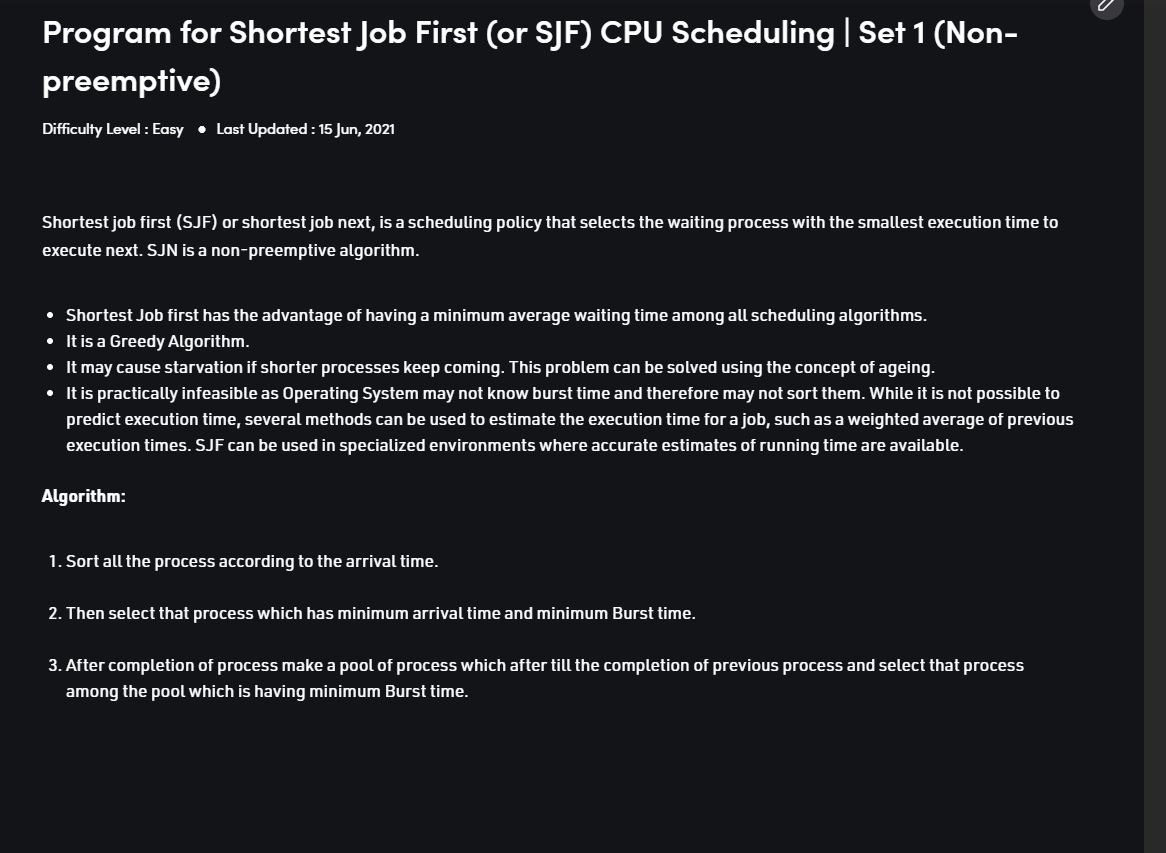 Program for Shortest Job First (or SJF) CPU Scheduling | Set 1 (Non-
preemptive)
Difficulty Level : Easy ● Last Updated : 15 Jun, 2021
Shortest job first (SJF) or shortest job next, is a scheduling policy that selects the waiting process with the smallest execution time to
execute next. SJN is a non-preemptive algorithm.
• Shortest Job first has the advantage of having a minimum average waiting time among all scheduling algorithms.
• It is a Greedy Algorithm.
• It may cause starvation if shorter processes keep coming. This problem can be solved using the concept of ageing.
• It is practically infeasible as Operating System may not know burst time and therefore may not sort them. While it is not possible to
predict execution time, several methods can be used to estimate the execution time for a job, such as a weighted average of previous
execution times. SJF can be used in specialized environments where accurate estimates of running time are available.
Algorithm:
1. Sort all the process according to the arrival time.
2. Then select that process which has minimum arrival time and minimum Burst time.
3. After completion of process make a pool of process which after till the completion of previous process and select that process
among the pool which is having minimum Burst time.